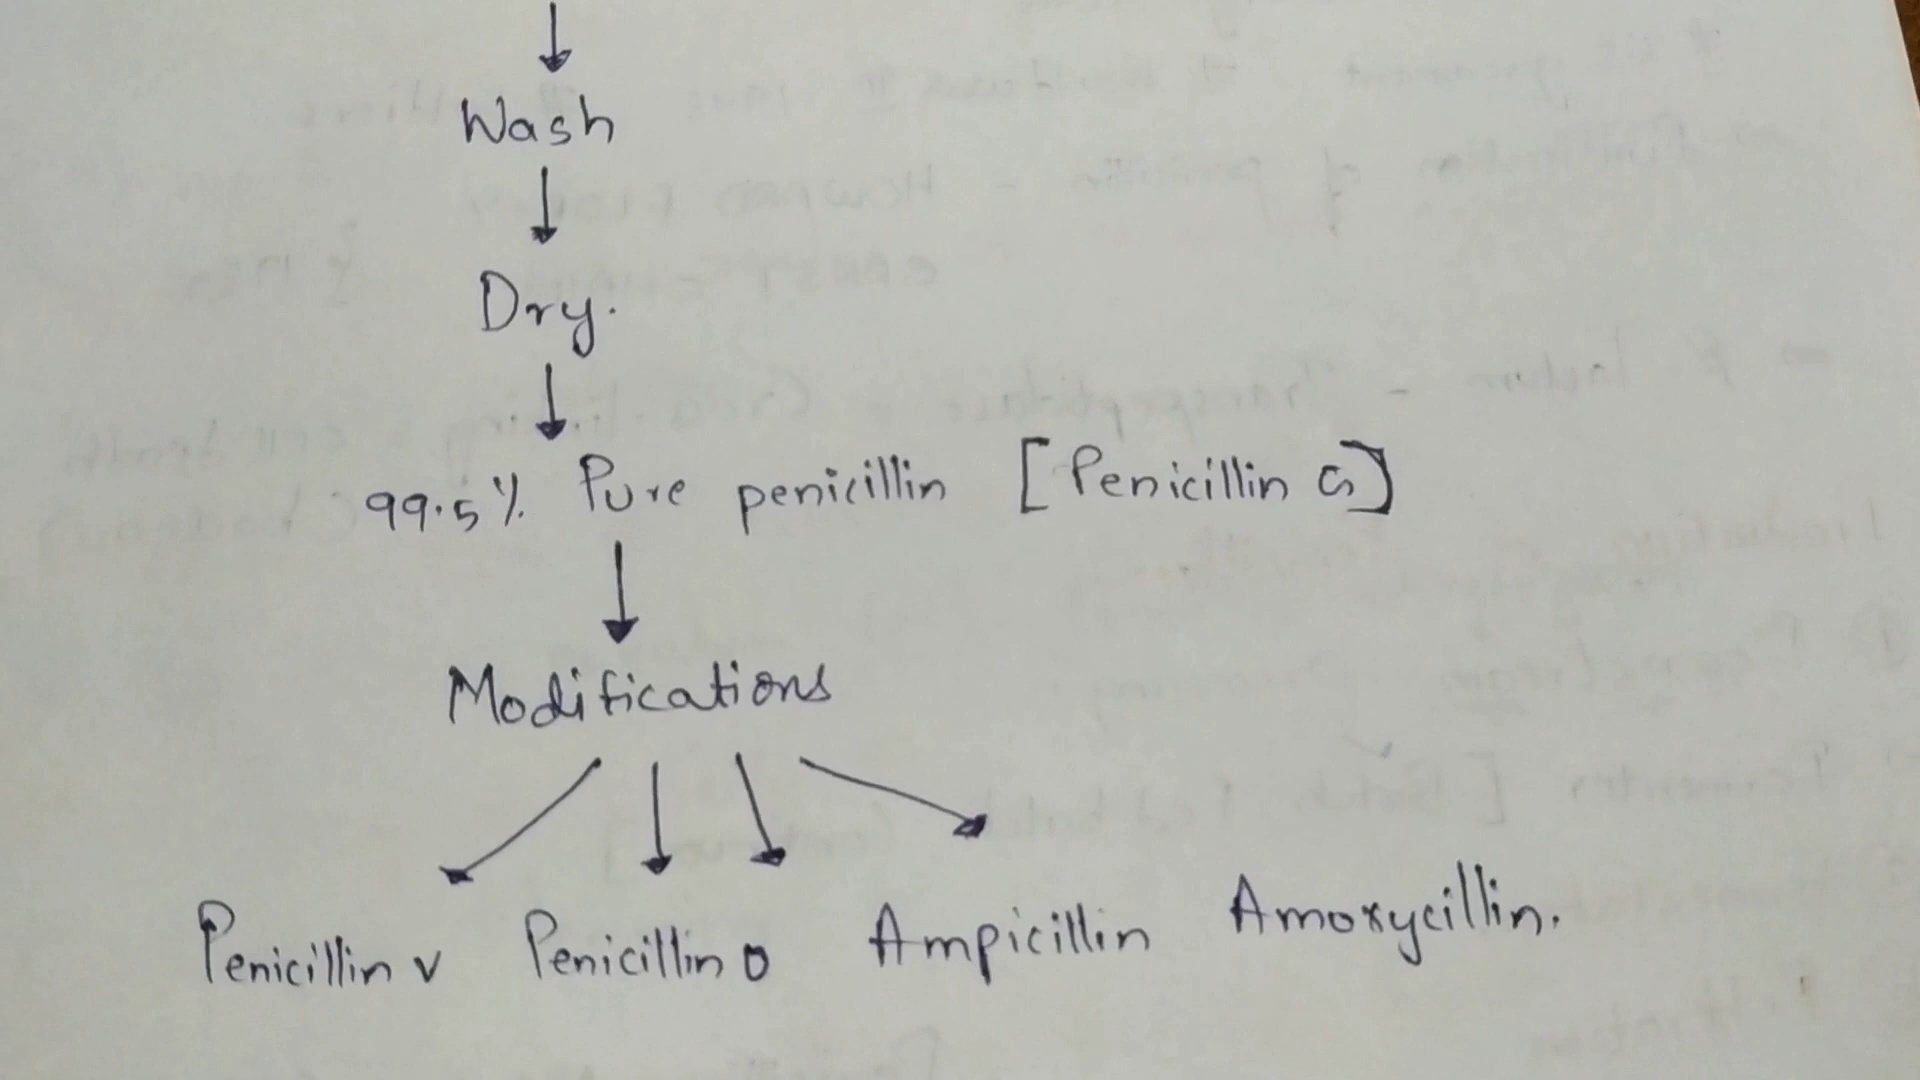 Wash
Dry.
99.5% Pure penicillin [Penicillin G]
Modifications
Penicillin V Penicillin O Ampicillin Amoxycillin.